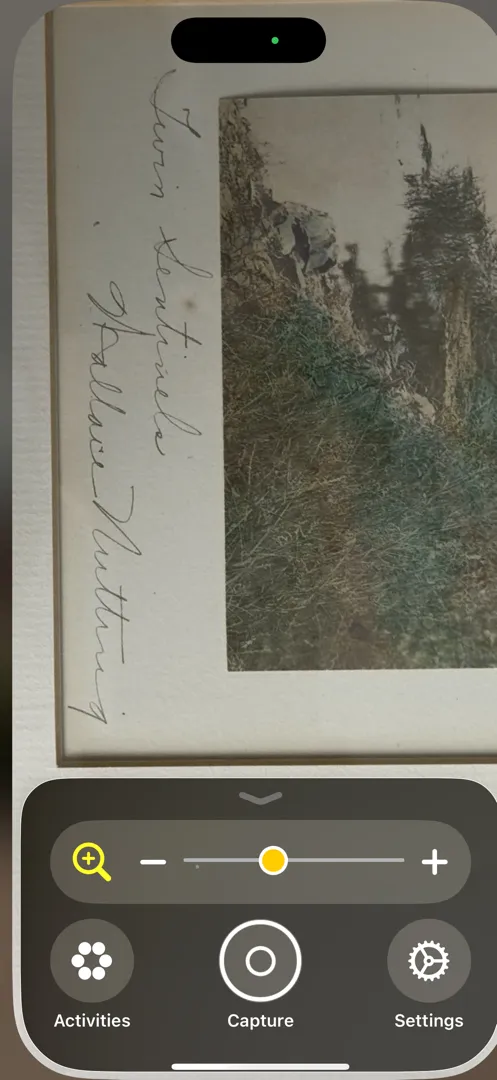 Twin Sentinels
Wallace Nutting
Activities
Capture
Settings